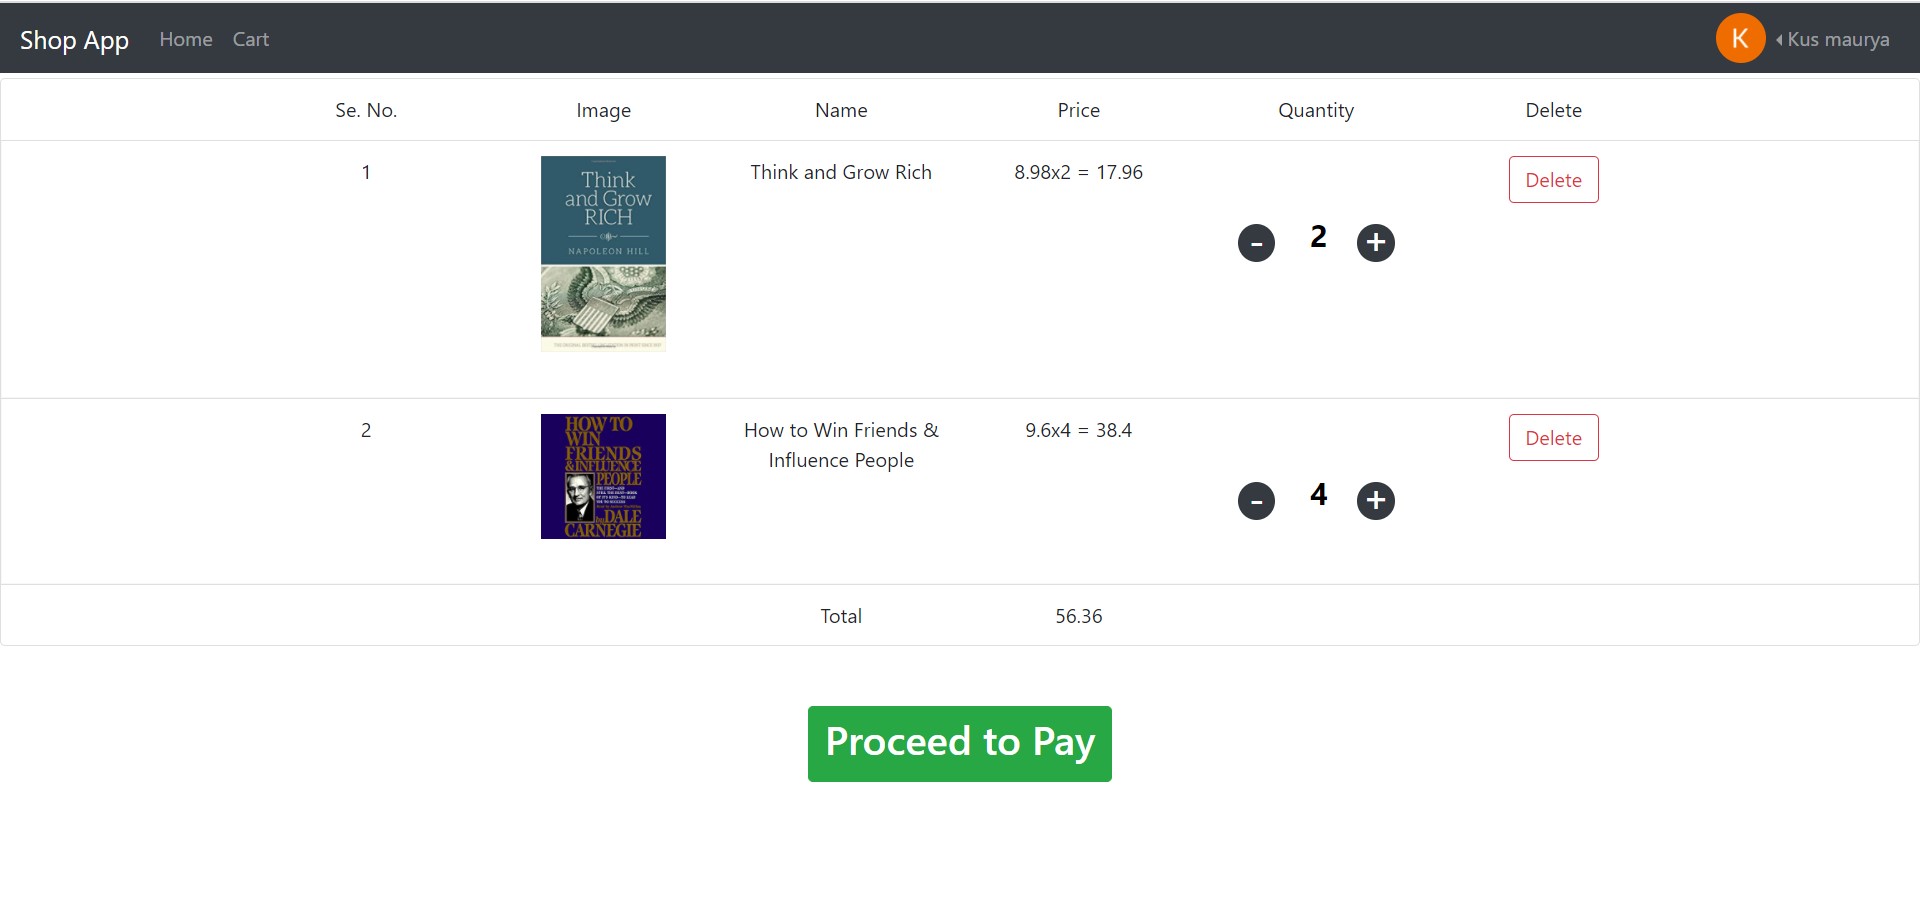 Shop App Home Cart K Kus maurya
Se. No. Image Name Price Quantity Delete
1 Think and Grow Rich 8.98x2 = 17.96 Delete
Think
and Grow
RICH
NAPOLEON HILL
- 2 +
2 How to Win Friends & 9.6x4 = 38.4 Delete
Influence People
HOW TO
WIN
FRIENDS
& INFLUENCE
PEOPLE
by DALE
CARNEGIE
- 4 +
Total 56.36
Proceed to Pay